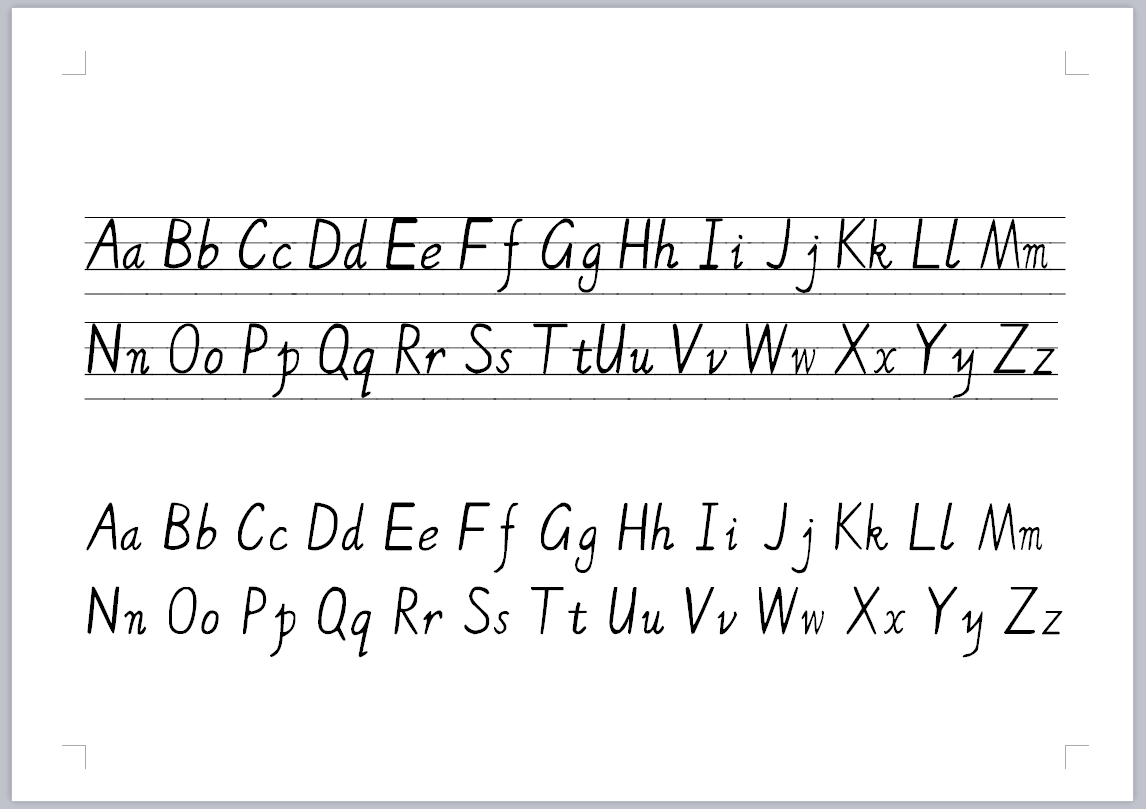 Aa Bb Cc Dd Ee Ff Gg Hh Ii Jj Kk Ll Mm
Nn Oo Pp Qq Rr Ss TtUu Vv Ww Xx Yy Zz
Aa Bb Cc Dd Ee Ff Gg Hh Ii Jj Kk Ll Mm
Nn Oo Pp Qq Rr Ss Tt Uu Vv Ww Xx Yy Zz